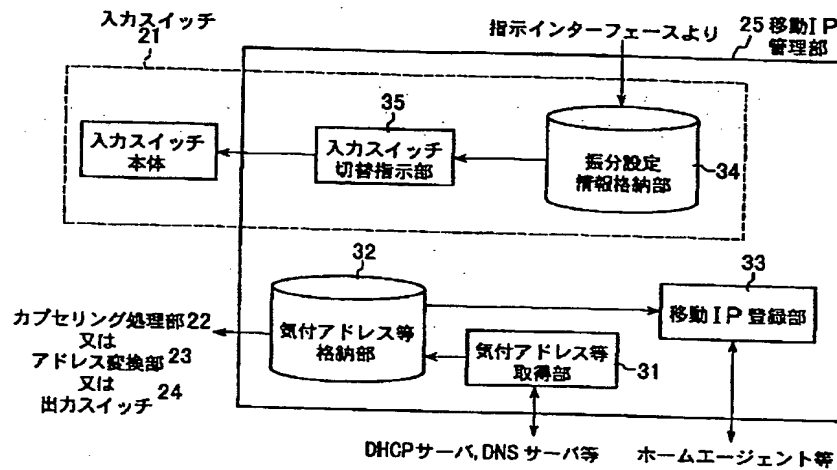 入力スイッチ
21
指示インターフェースより
25 移動IP
管理部
35
入力スイッチ
本体
入力スイッチ
切替指示部
振分設定
情報格納部
34
32
33
カプセリング処理部 22
又は
アドレス変換部 23
又は
出力スイッチ 24
気付アドレス等
格納部
気付アドレス等
取得部
31
移動IP登録部
DHCPサーバ,DNSサーバ等
ホームエージェント等